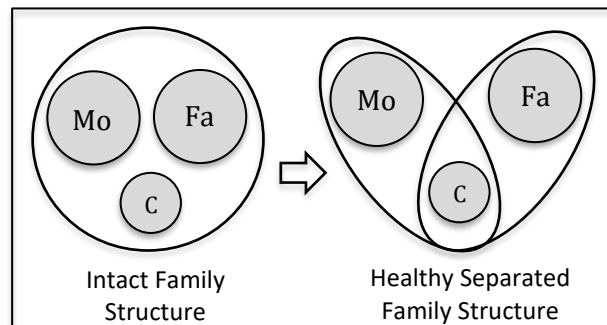 Mo
Fa
C
Intact Family
Structure
Mo
Fa
C
Healthy Separated
Family Structure